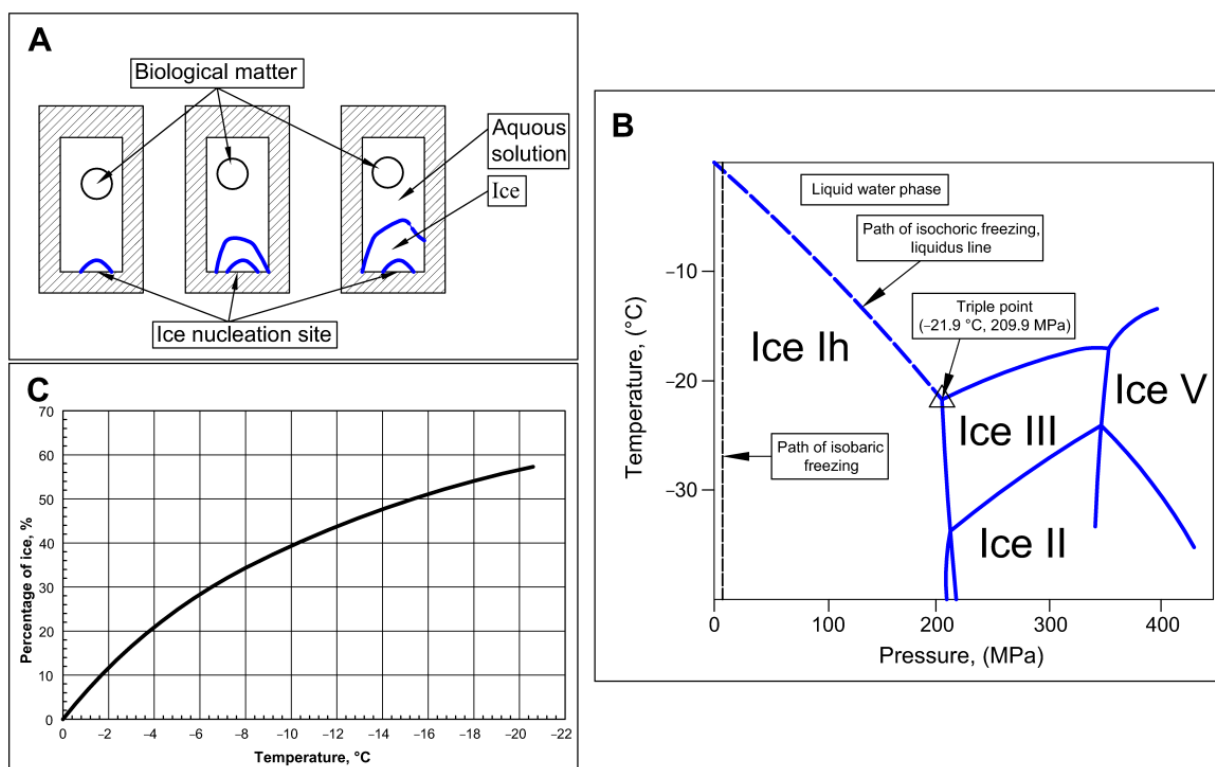 A
Biological matter
Aquous
solution
Ice
Ice nucleation site
B
Liquid water phase
Path of isochoric freezing,
liquidus line
Triple point
(−21.9 °C, 209.9 MPa)
Ice Ih
Ice V
Ice III
Path of isobaric
freezing
Ice II
−10
−20
−30
Temperature, (°C)
0 100 200 300 400
Pressure, (MPa)
C
70
60
50
40
30
20
10
0
Percentage of ice, %
0 −2 −4 −6 −8 −10 −12 −14 −16 −18 −20 −22
Temperature, °C